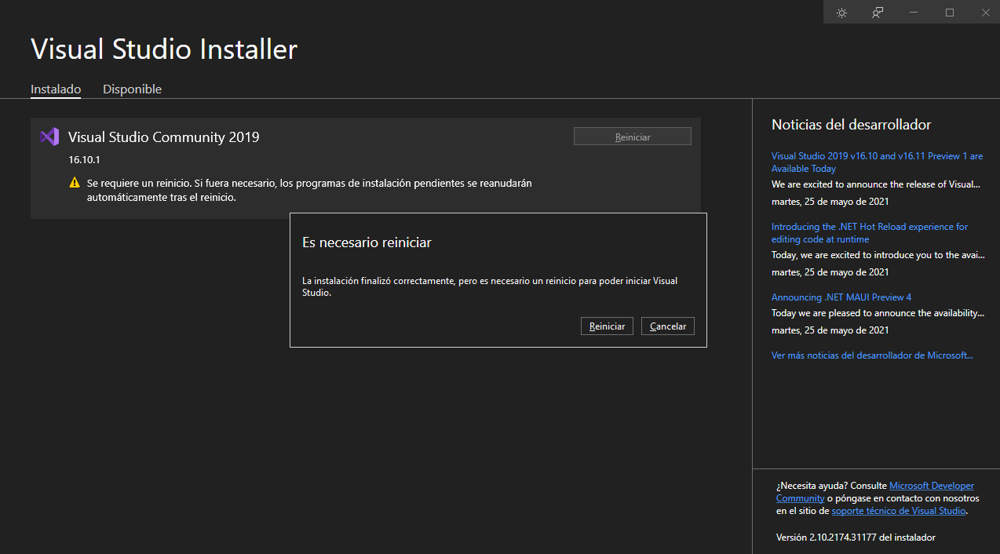 Visual Studio Installer
Instalado
Disponible
Visual Studio Community 2019
Reiniciar
16.10.1
Se requiere un reinicio. Si fuera necesario, los programas de instalación pendientes se reanudarán
automáticamente tras el reinicio.
Es necesario reiniciar
La instalación finalizó correctamente, pero es necesario un reinicio para poder iniciar Visual
Studio.
Reiniciar
Cancelar
Noticias del desarrollador
Visual Studio 2019 v16.10 and v16.11 Preview 1 are
Available Today
We are excited to announce the release of Visual...
martes, 25 de mayo de 2021
Introducing the .NET Hot Reload experience for
editing code at runtime
Today, we are excited to introduce you to the avai...
martes, 25 de mayo de 2021
Announcing .NET MAUI Preview 4
Today we are pleased to announce the availability...
martes, 25 de mayo de 2021
Ver más noticias del desarrollador de Microsoft...
¿Necesita ayuda? Consulte Microsoft Developer
Community o póngase en contacto con nosotros
en el sitio de soporte técnico de Visual Studio.
Versión 2.10.2174.31177 del instalador